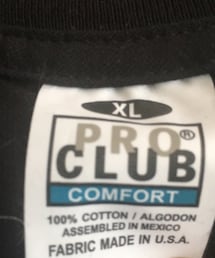 XL
PRO®
CLUB
COMFORT
100% COTTON / ALGODON
ASSEMBLED IN MEXICO
FABRIC MADE IN U.S.A.